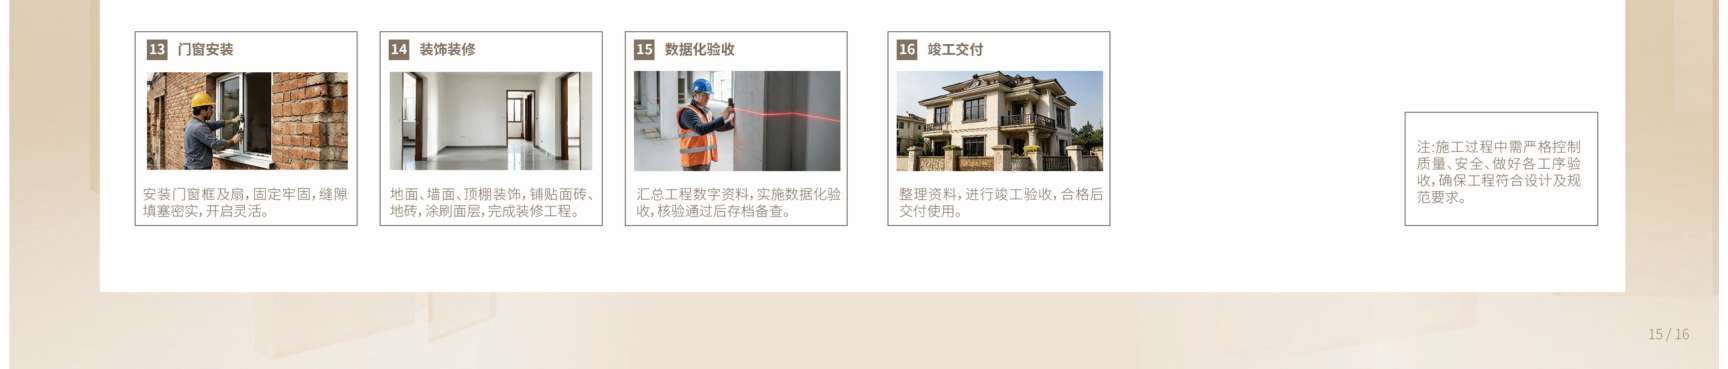 13 门窗安装
安装门窗框及扇，固定牢固，缝隙
填塞密实，开启灵活。
14 装饰装修
地面、墙面、顶棚装饰，铺贴面砖、
地砖，涂刷面层，完成装修工程。
15 数据化验收
汇总工程数字资料，实施数据化验
收，核验通过后存档备查。
16 竣工交付
整理资料，进行竣工验收，合格后
交付使用。
注：施工过程中需严格控制
质量、安全、做好各工序验
收，确保工程符合设计及规
范要求。
15 / 16